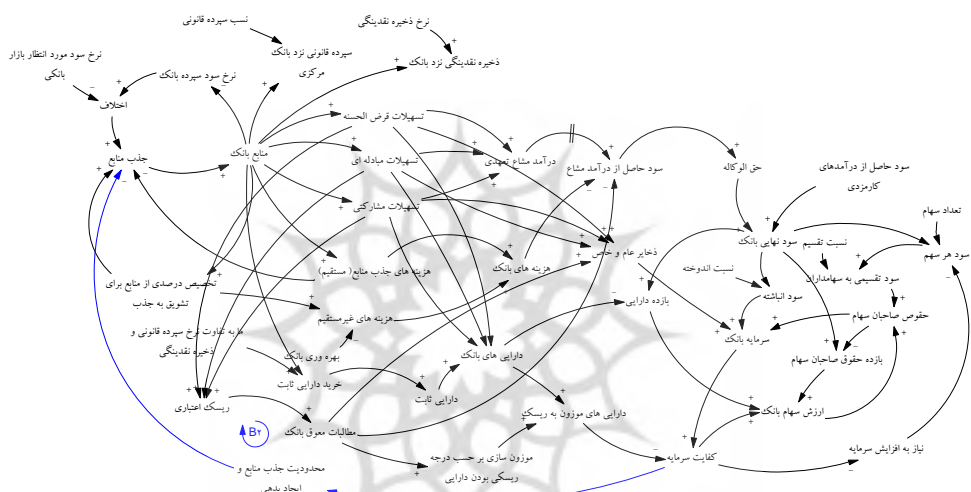 نسب سپرده قانونی
نرخ ذخیره نقدینگی
نرخ سود مورد انتظار بازار
بانکی
نرخ سود سپرده بانک
سپرده قانونی نزد بانک
مرکزی
ذخیره نقدینگی نزد بانک
اختلاف
تسهیلات قرض الحسنه
جذب منابع
منابع بانک
تسهیلات مبادله ای
درآمد مشاع تعهدی
سود حاصل از درآمد مشاع
حق الوکاله
سود حاصل از درآمدهای
کارمزدی
تسهیلات مشارکتی
تعداد سهام
سود نهایی بانک
نسبت تقسیم
سود هر سهم
ذخایر عام و خاص
هزینه های جذب منابع( مستقیم)
هزینه های بانک
نسبت اندوخته
سود تقسیمی به سهامداران
تخصیص درصدی از منابع برای
تشویق به جذب
بازده دارایی
سود انباشته
هزینه های غیرمستقیم
حقوص صاحبان سهام
ما به تفاوت نرخ سپرده قانونی و
ذخیره نقدینگی
سرمایه بانک
بهره وری بانک
دارایی های بانک
بازده حقوق صاحبان سهام
خرید دارایی ثابت
دارایی ثابت
ریسک اعتباری
دارایی های موزون به ریسک
ارزش سهام بانک
B۲
مطالبات معوق بانک
موزون سازی بر حسب درجه
ریسکی بودن دارایی
کفایت سرمایه
نیاز به افزایش سرمایه
محدودیت جذب منابع و
ایجاد بدهی